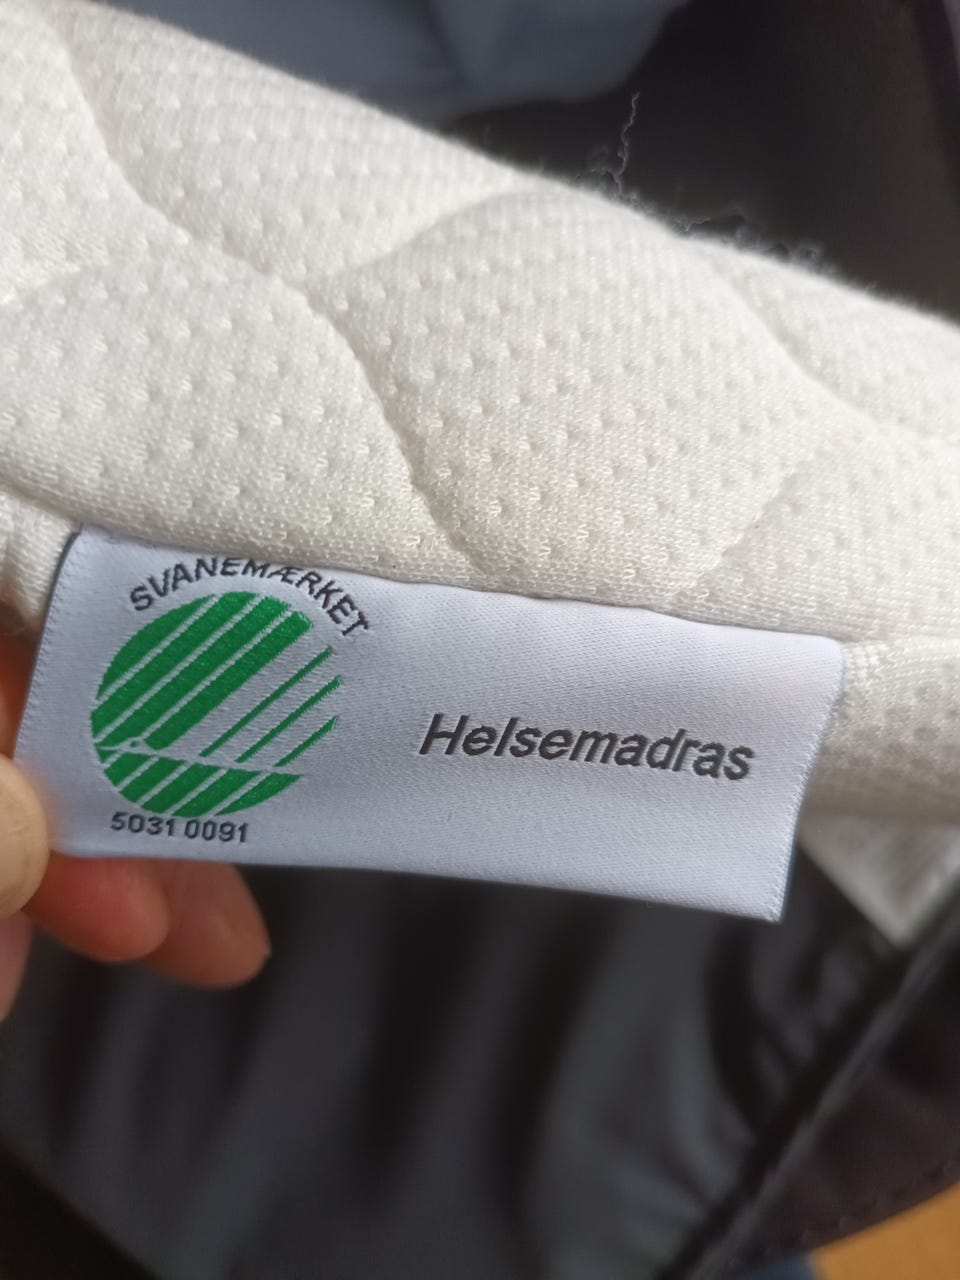 SVANEMÆRKET
5031 0091
Helsemadras